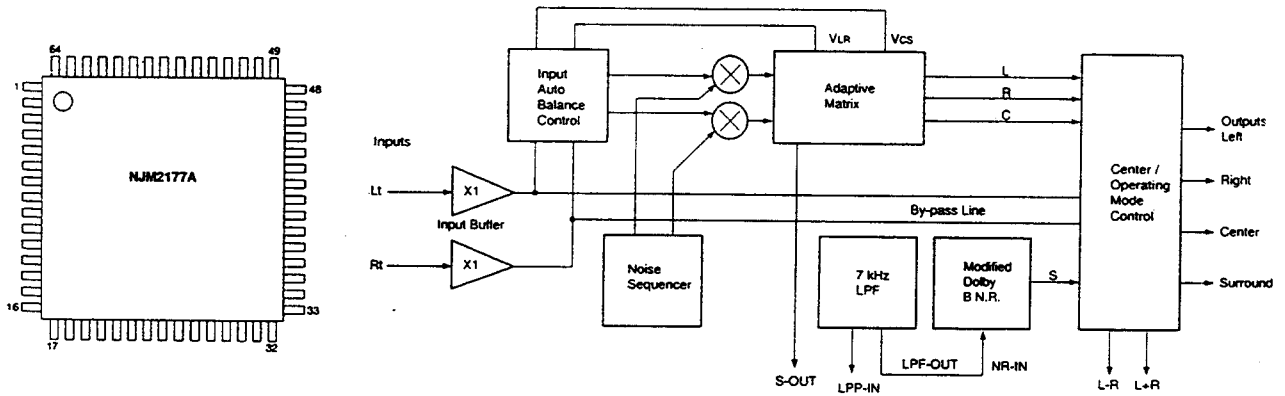 64
49
1
48
NJM2177A
16
33
17
32
VLR
VCS
Input
Auto
Balance
Control
Adaptive
Matrix
L
R
C
Inputs
Lt
X1
Input Buffer
Rt
X1
By-pass Line
Noise
Sequencer
7 kHz
LPF
Modified
Dolby
B N.R.
S
Center /
Operating
Mode
Control
Outputs
Left
Right
Center
Surround
S-OUT
LPP-IN
LPF-OUT
NR-IN
L-R
L+R